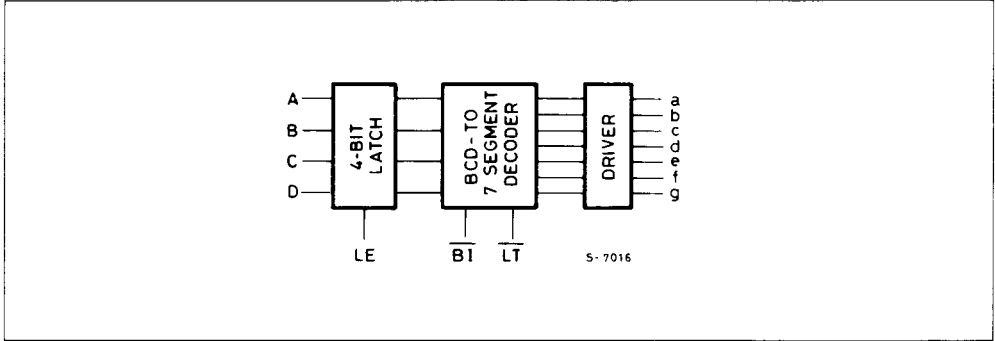 A
B
C
D
4-BIT
LATCH
LE
BCD-TO
7 SEGMENT
DECODER
BI
LT
DRIVER
a
b
c
d
e
f
g
S-7016